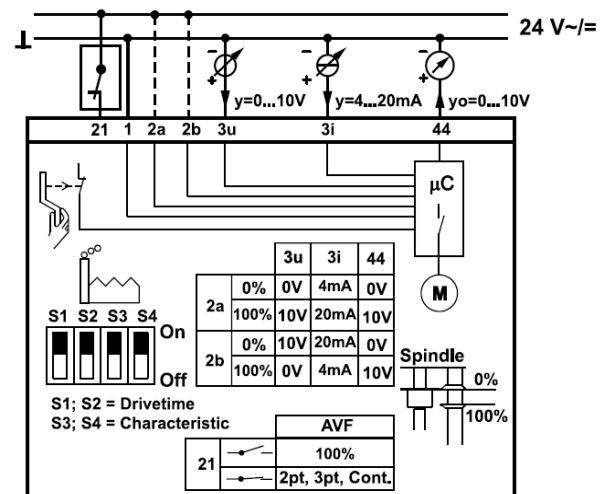 24 V~/=
⊥
− − −
+ + +
y=0...10V y=4...20mA yo=0...10V
21 1 2a 2b 3u 3i 44
µC
M
3u 3i 44
2a 0% 0V 4mA 0V
100% 10V 20mA 10V
2b 0% 10V 20mA 0V
100% 0V 4mA 10V
S1 S2 S3 S4
On
Off
S1; S2 = Drivetime
S3; S4 = Characteristic
Spindle
0%
100%
AVF
21 100%
2pt, 3pt, Cont.